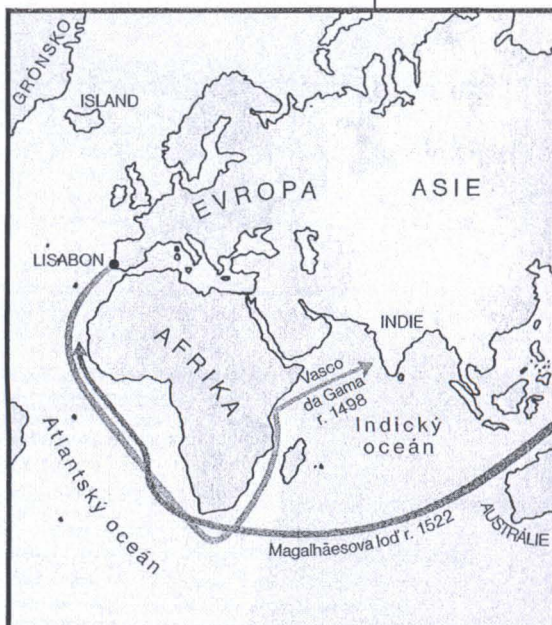 GRÓNSKO
ISLAND
EVROPA
ASIE
LISABON
INDIE
AFRIKA
Vasco
da Gama
r. 1498
Indický
oceán
Atlantský oceán
AUSTRÁLIE
Magalhãesova loď r. 1522